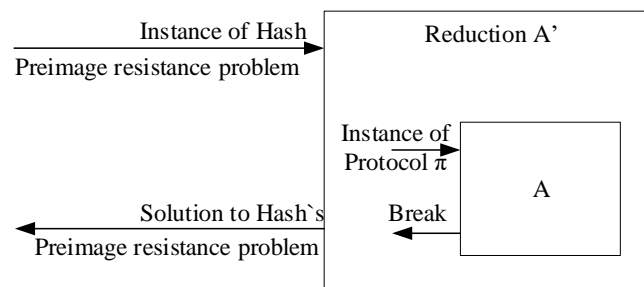 Instance of Hash
Preimage resistance problem
Reduction A'
Instance of
Protocol π
A
Break
Solution to Hash`s
Preimage resistance problem